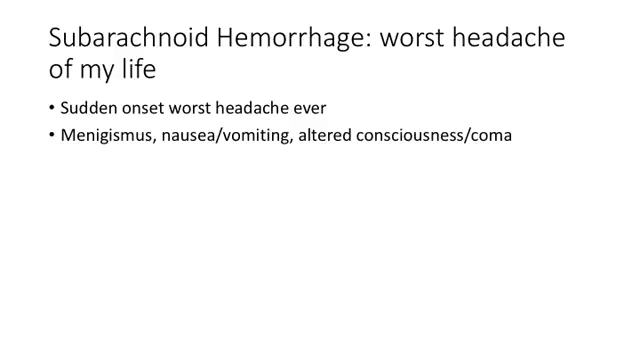 Subarachnoid Hemorrhage: worst headache
of my life
• Sudden onset worst headache ever
• Menigismus, nausea/vomiting, altered consciousness/coma